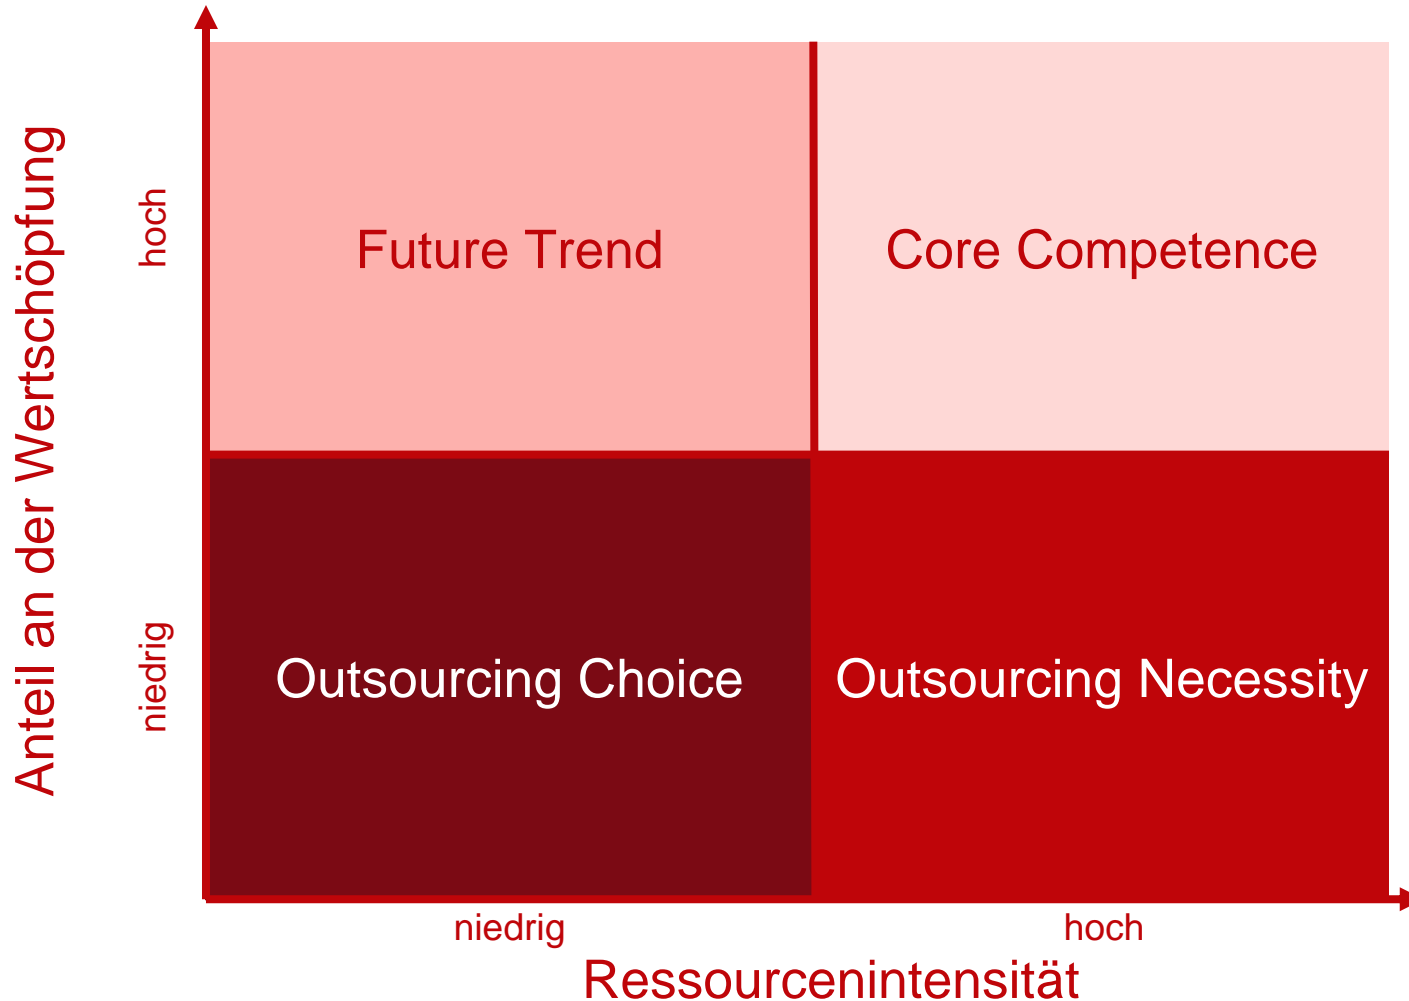 Anteil an der Wertschöpfung
hoch
Future Trend
Core Competence
niedrig
Outsourcing Choice
Outsourcing Necessity
niedrig
hoch
Ressourcenintensität